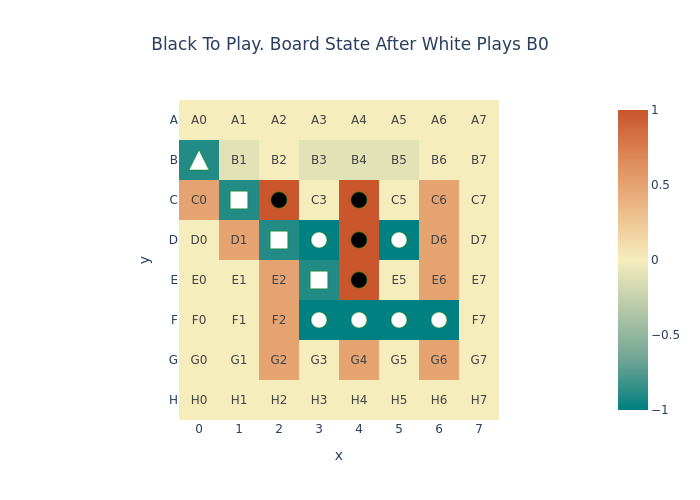 Black To Play. Board State After White Plays B0
A A0 A1 A2 A3 A4 A5 A6 A7
B B1 B2 B3 B4 B5 B6 B7
C C0 C3 C5 C6 C7
D D0 D1 D6 D7
E E0 E1 E2 E5 E6 E7
F F0 F1 F2 F7
G G0 G1 G2 G3 G4 G5 G6 G7
H H0 H1 H2 H3 H4 H5 H6 H7
0 1 2 3 4 5 6 7
x
y
1
0.5
0
−0.5
−1